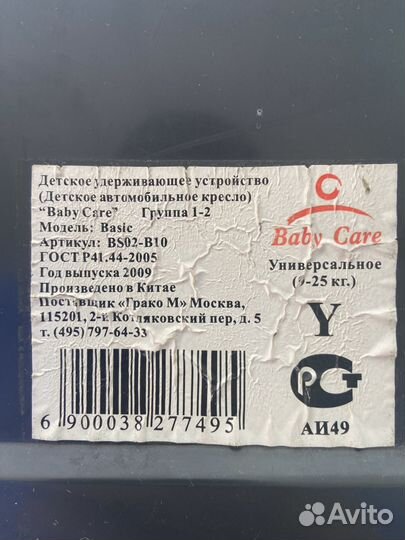 Детское удерживающее устройство
(Детское автомобильное кресло)
“Baby Care” Группа 1-2
Модель: Basic
Артикул: BS02-B10
ГОСТ Р41.44-2005
Год выпуска 2009
Произведено в Китае
Поставщик «Грако М» Москва,
115201, 2-й Котляковский пер, д. 5
т (495) 797-64-33
6 900038 277495
Baby Care
Универсальное
(9-25 кг.)
Y
РСТ
АИ49
Avito